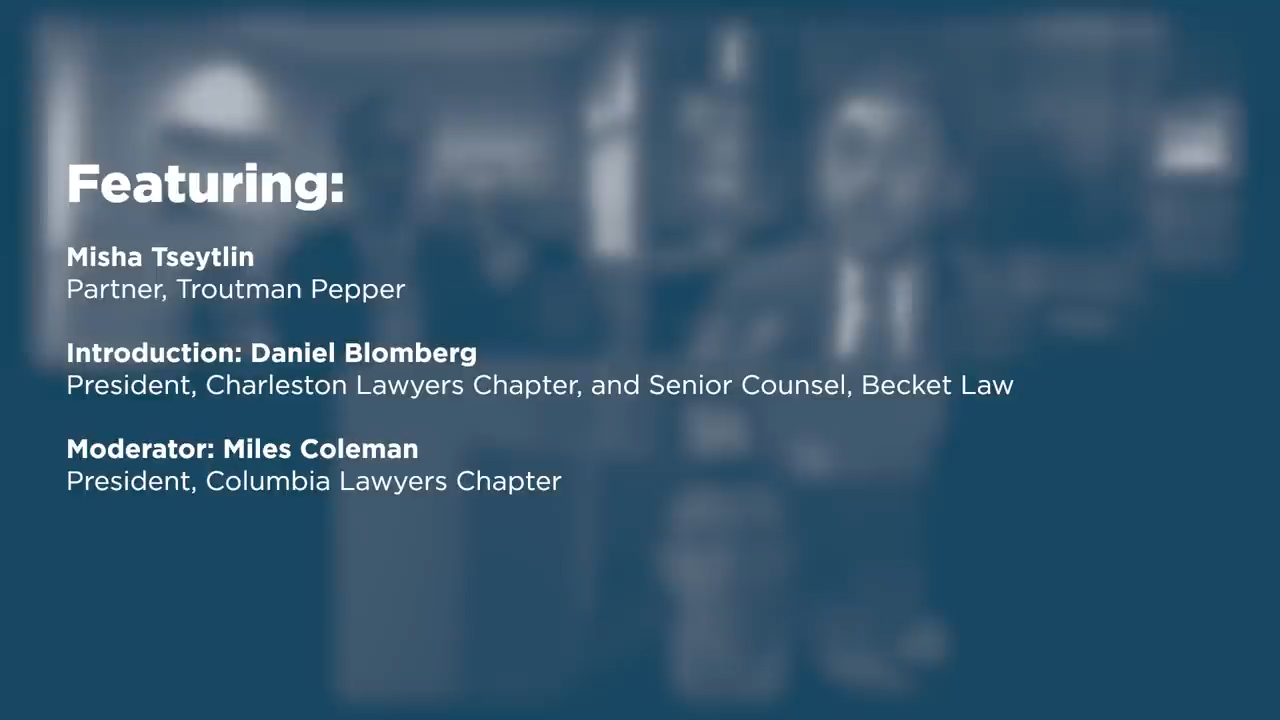 Featuring:
Misha Tseytlin
Partner, Troutman Pepper
Introduction: Daniel Blomberg
President, Charleston Lawyers Chapter, and Senior Counsel, Becket Law
Moderator: Miles Coleman
President, Columbia Lawyers Chapter